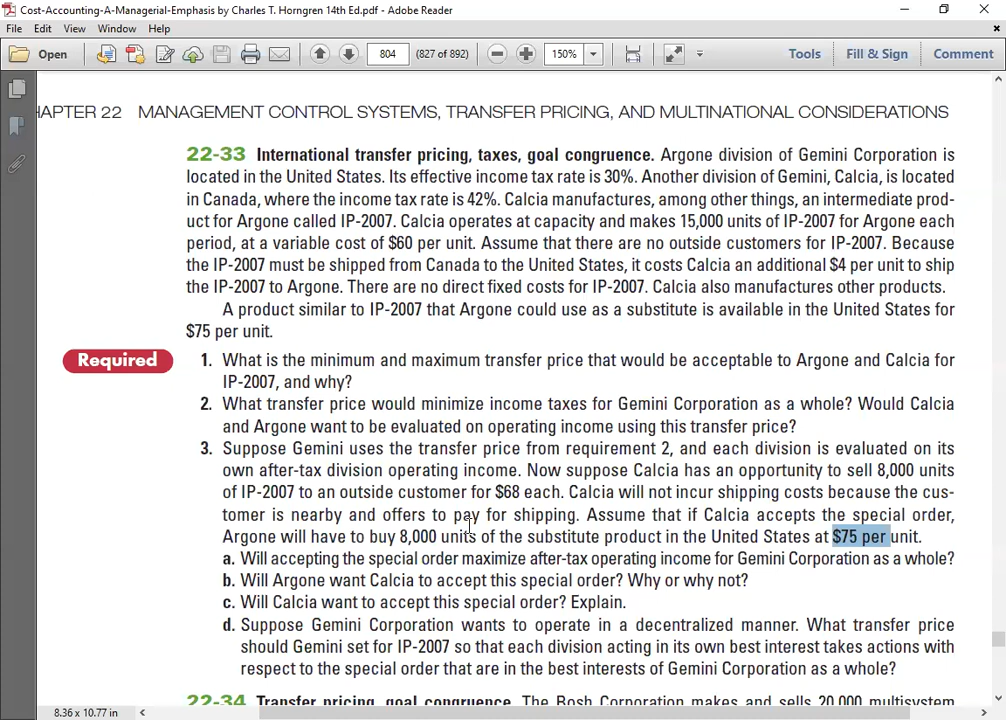 Cost-Accounting-A-Managerial-Emphasis by Charles T. Horngren 14th Ed.pdf - Adobe Reader
File Edit View Window Help
Open 804 (827 of 892) 150% Tools Fill & Sign Comment
HAPTER 22 MANAGEMENT CONTROL SYSTEMS, TRANSFER PRICING, AND MULTINATIONAL CONSIDERATIONS
22-33 International transfer pricing, taxes, goal congruence. Argone division of Gemini Corporation is
located in the United States. Its effective income tax rate is 30%. Another division of Gemini, Calcia, is located
in Canada, where the income tax rate is 42%. Calcia manufactures, among other things, an intermediate prod-
uct for Argone called IP-2007. Calcia operates at capacity and makes 15,000 units of IP-2007 for Argone each
period, at a variable cost of $60 per unit. Assume that there are no outside customers for IP-2007. Because
the IP-2007 must be shipped from Canada to the United States, it costs Calcia an additional $4 per unit to ship
the IP-2007 to Argone. There are no direct fixed costs for IP-2007. Calcia also manufactures other products.
A product similar to IP-2007 that Argone could use as a substitute is available in the United States for
$75 per unit.
Required 1. What is the minimum and maximum transfer price that would be acceptable to Argone and Calcia for
IP-2007, and why?
2. What transfer price would minimize income taxes for Gemini Corporation as a whole? Would Calcia
and Argone want to be evaluated on operating income using this transfer price?
3. Suppose Gemini uses the transfer price from requirement 2, and each division is evaluated on its
own after-tax division operating income. Now suppose Calcia has an opportunity to sell 8,000 units
of IP-2007 to an outside customer for $68 each. Calcia will not incur shipping costs because the cus-
tomer is nearby and offers to pay for shipping. Assume that if Calcia accepts the special order,
Argone will have to buy 8,000 units of the substitute product in the United States at $75 per unit.
a. Will accepting the special order maximize after-tax operating income for Gemini Corporation as a whole?
b. Will Argone want Calcia to accept this special order? Why or why not?
c. Will Calcia want to accept this special order? Explain.
d. Suppose Gemini Corporation wants to operate in a decentralized manner. What transfer price
should Gemini set for IP-2007 so that each division acting in its own best interest takes actions with
respect to the special order that are in the best interests of Gemini Corporation as a whole?
22-34 Transfer pricing, goal congruence. The Bosh Corporation makes and sells 20,000 multisystem
8.36 x 10.77 in